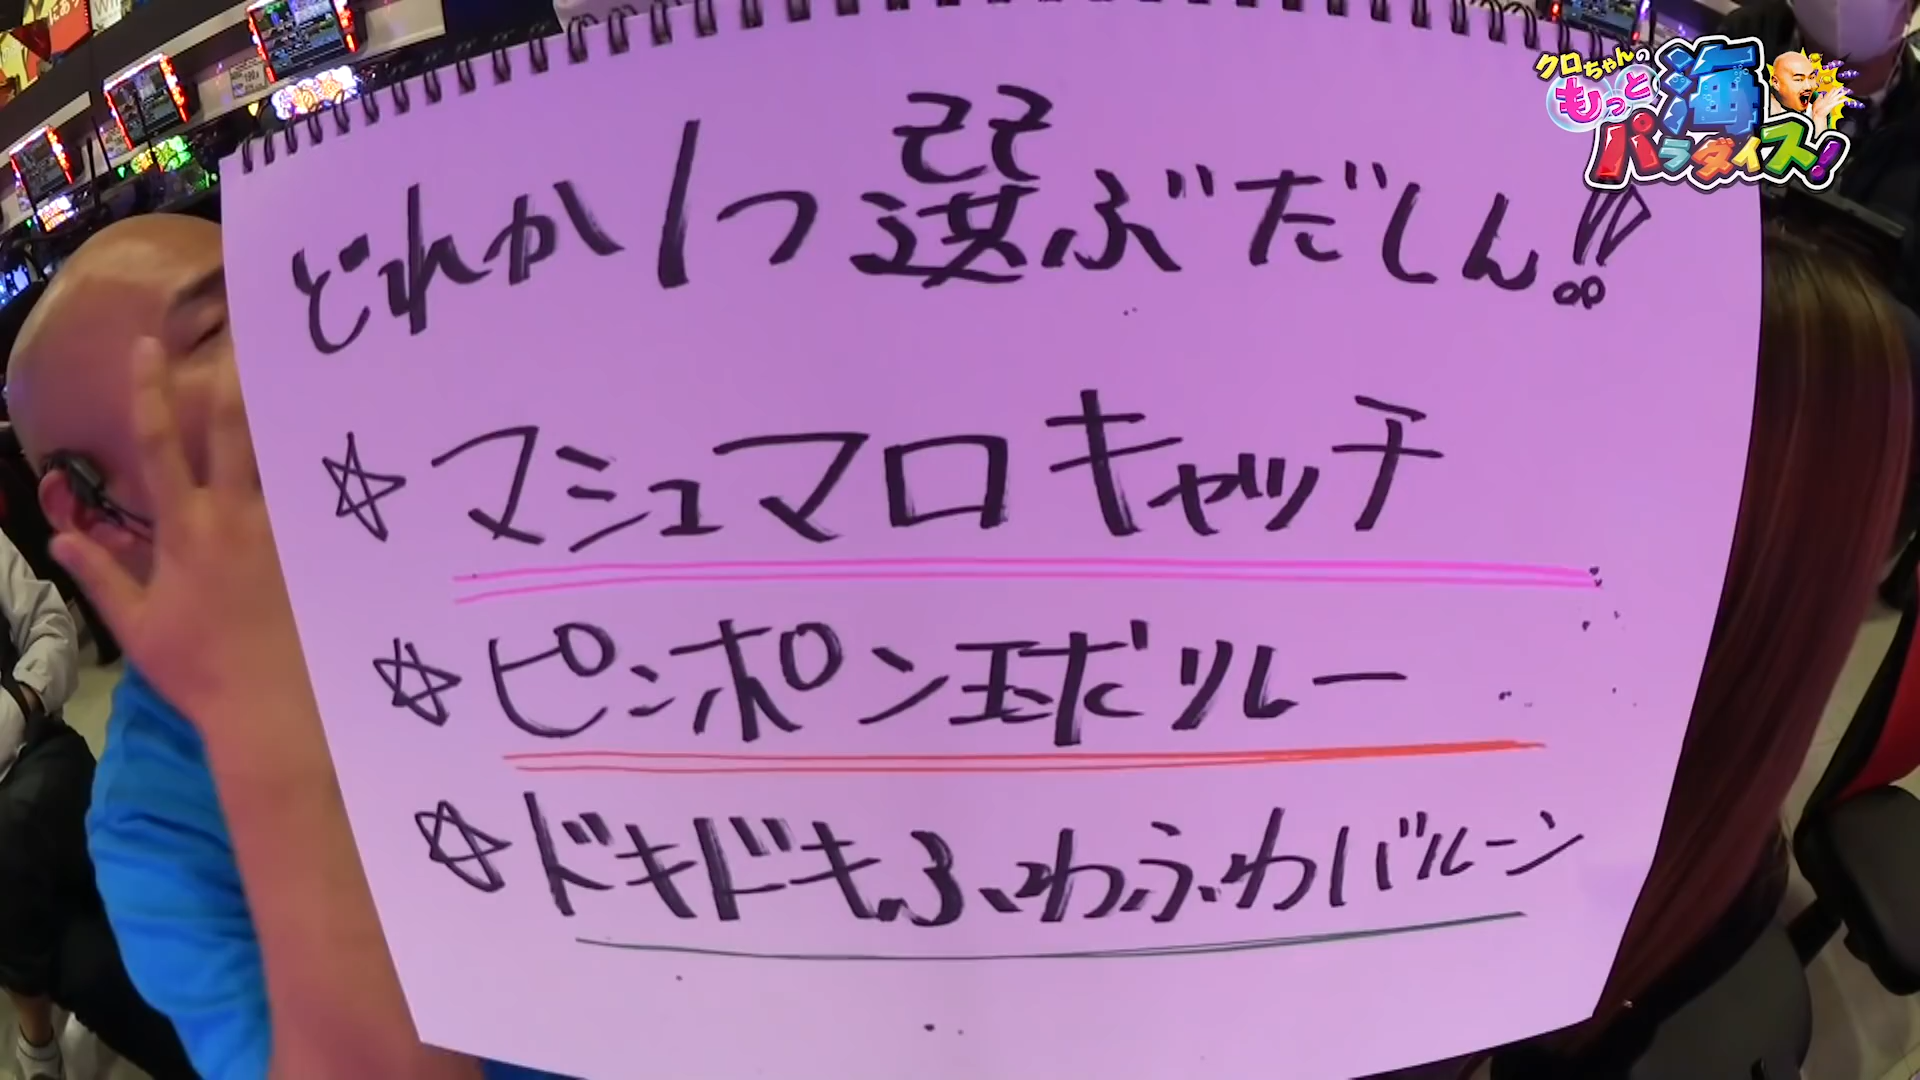 クロちゃんの
もっと海
パラダイス!
どれか1つ選ぶだしん!!
☆マシュマロキャッチ
☆ピンポン球リレー
☆ドキドキふわふわバルーン